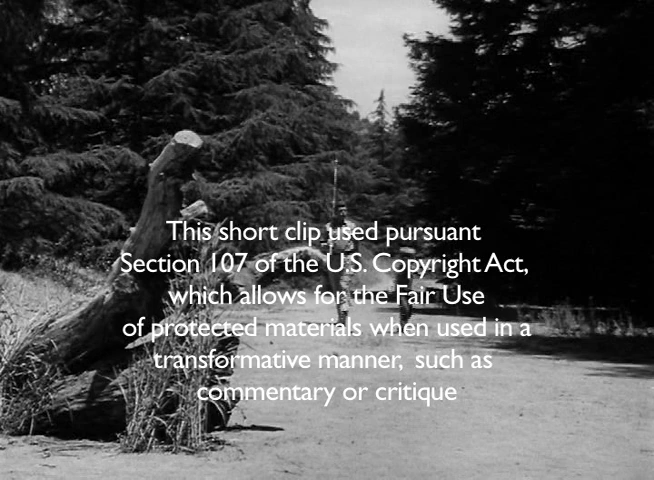 This short clip used pursuant
Section 107 of the U.S. Copyright Act,
which allows for the Fair Use
of protected materials when used in a
transformative manner,  such as
commentary or critique